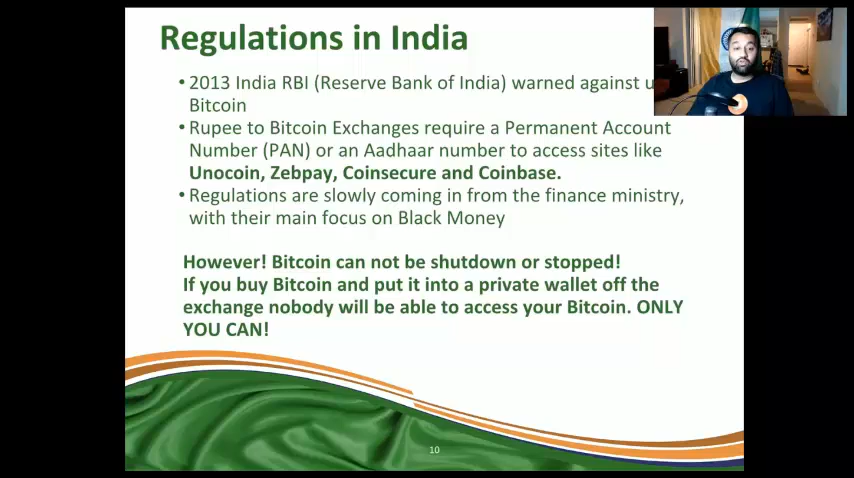 Regulations in India
• 2013 India RBI (Reserve Bank of India) warned against
Bitcoin
• Rupee to Bitcoin Exchanges require a Permanent Account
Number (PAN) or an Aadhaar number to access sites like
Unocoin, Zebpay, Coinsecure and Coinbase.
• Regulations are slowly coming in from the finance ministry,
with their main focus on Black Money
However! Bitcoin can not be shutdown or stopped!
If you buy Bitcoin and put it into a private wallet off the
exchange nobody will be able to access your Bitcoin. ONLY
YOU CAN!
10